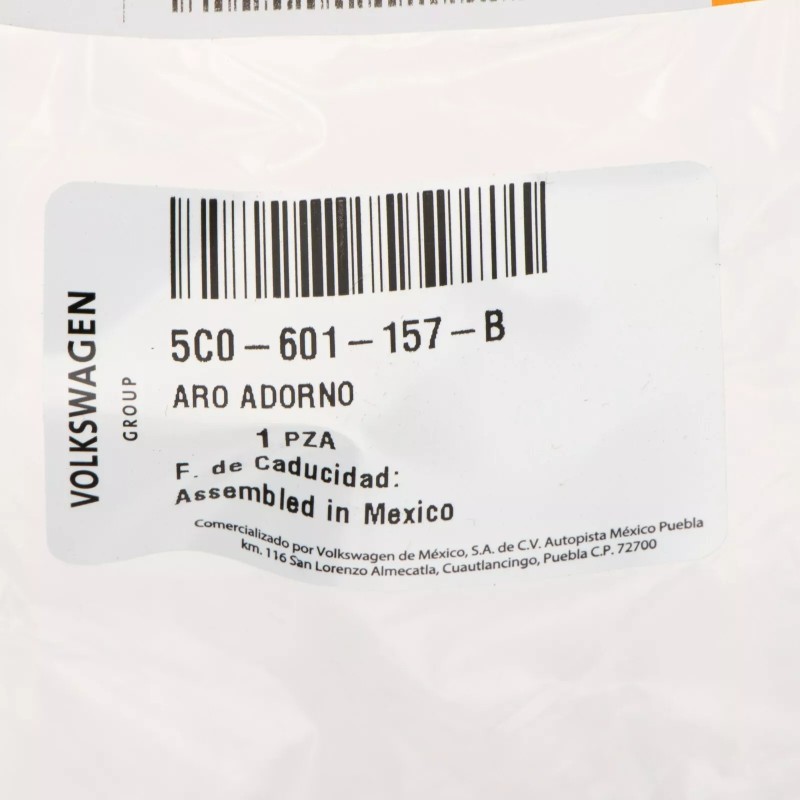 VOLKSWAGEN
GROUP
5C0-601-157-B
ARO ADORNO
1 PZA
F. de Caducidad:
Assembled in Mexico
Comercializado por Volkswagen de México, S.A. de C.V. Autopista México Puebla
km. 116 San Lorenzo Almecatla, Cuautlancingo, Puebla C.P. 72700